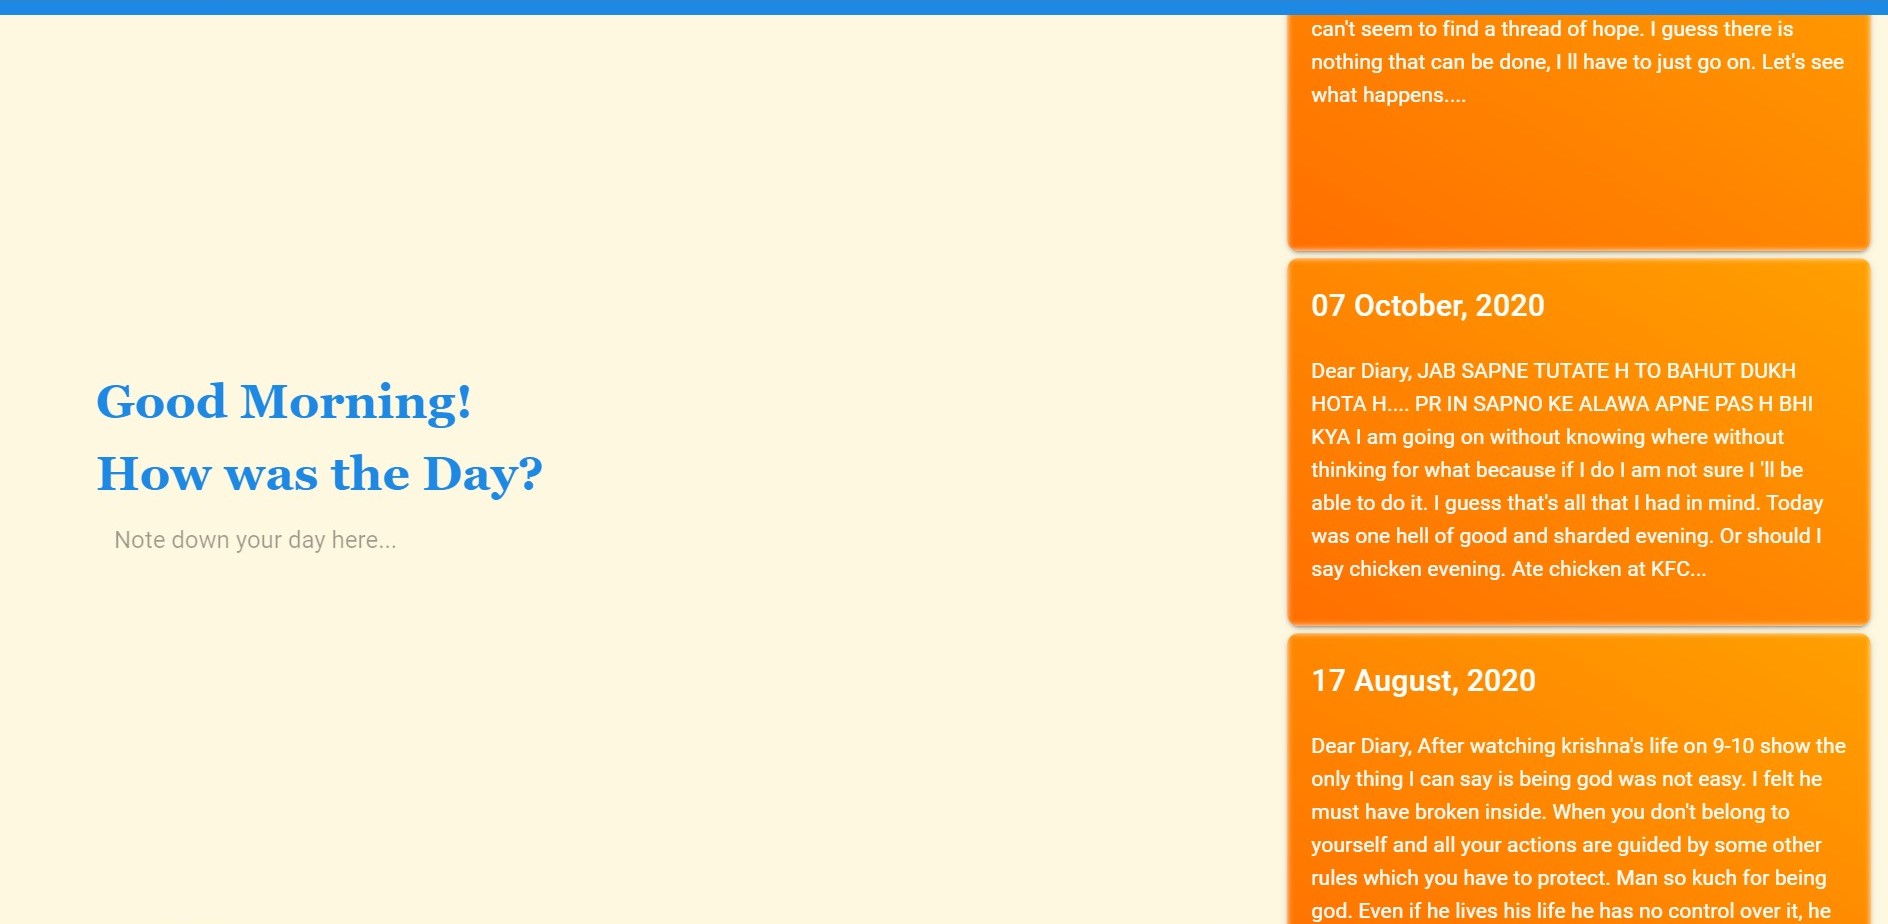 Good Morning!
How was the Day?
Note down your day here...
can't seem to find a thread of hope. I guess there is
nothing that can be done, I ll have to just go on. Let's see
what happens....
07 October, 2020
Dear Diary, JAB SAPNE TUTATE H TO BAHUT DUKH
HOTA H.... PR IN SAPNO KE ALAWA APNE PAS H BHI
KYA I am going on without knowing where without
thinking for what because if I do I am not sure I 'll be
able to do it. I guess that's all that I had in mind. Today
was one hell of good and sharded evening. Or should I
say chicken evening. Ate chicken at KFC...
17 August, 2020
Dear Diary, After watching krishna's life on 9-10 show the
only thing I can say is being god was not easy. I felt he
must have broken inside. When you don't belong to
yourself and all your actions are guided by some other
rules which you have to protect. Man so kuch for being
god. Even if he lives his life he has no control over it, he